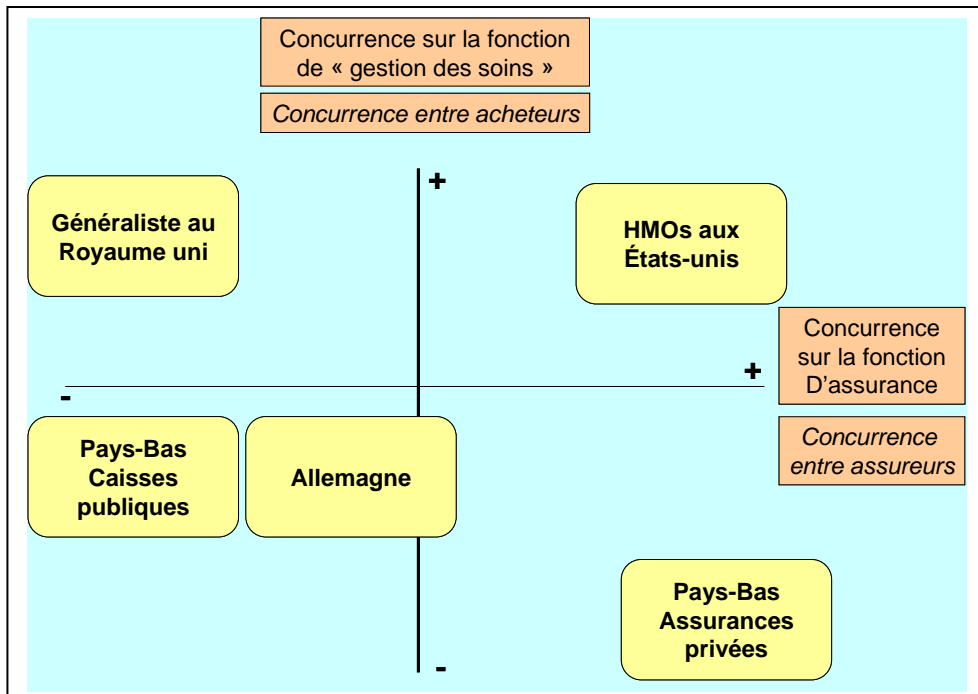 Concurrence sur la fonction
de « gestion des soins »
Concurrence entre acheteurs
+
Généraliste au
Royaume uni
HMOs aux
États-unis
Concurrence
sur la fonction
D'assurance
+
-
Concurrence
entre assureurs
Pays-Bas
Caisses
publiques
Allemagne
Pays-Bas
Assurances
privées
-